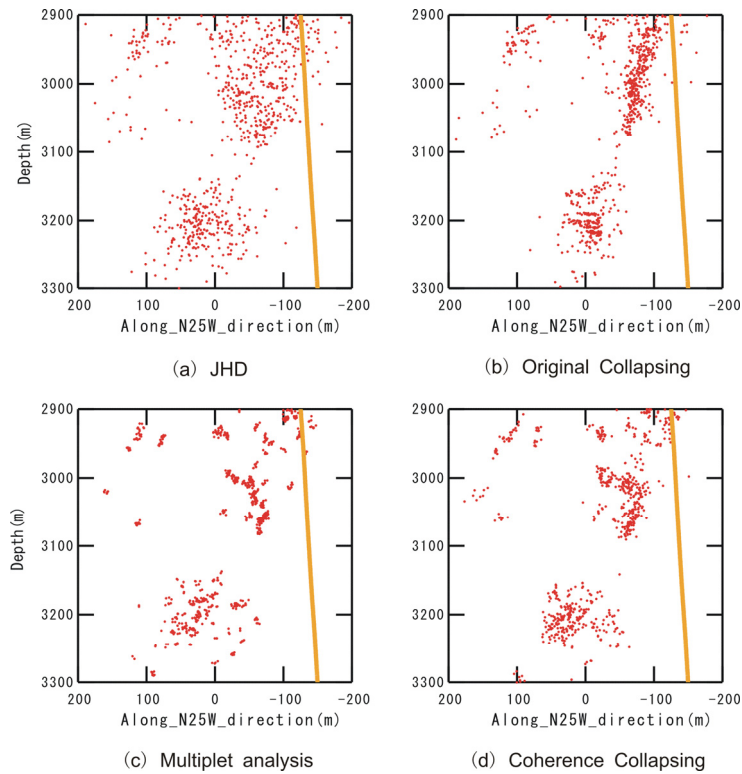 2900
3000
3100
3200
3300
Depth(m)
200 100 0 -100 -200
Along_N25W_direction(m)
(a) JHD
2900
3000
3100
3200
3300
200 100 0 -100 -200
Along_N25W_direction(m)
(b) Original Collapsing
2900
3000
3100
3200
3300
Depth(m)
200 100 0 -100 -200
Along_N25W_direction(m)
(c) Multiplet analysis
2900
3000
3100
3200
3300
200 100 0 -100 -200
Along_N25W_direction(m)
(d) Coherence Collapsing